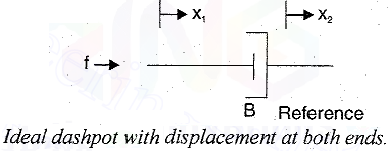 x₁ x₂
f
B Reference
Ideal dashpot with displacement at both ends.